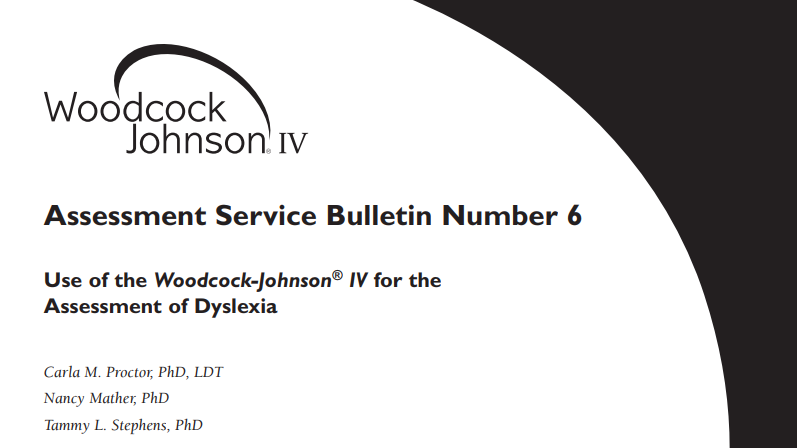 Woodcock
Johnson® IV
Assessment Service Bulletin Number 6
Use of the Woodcock-Johnson® IV for the
Assessment of Dyslexia
Carla M. Proctor, PhD, LDT
Nancy Mather, PhD
Tammy L. Stephens, PhD